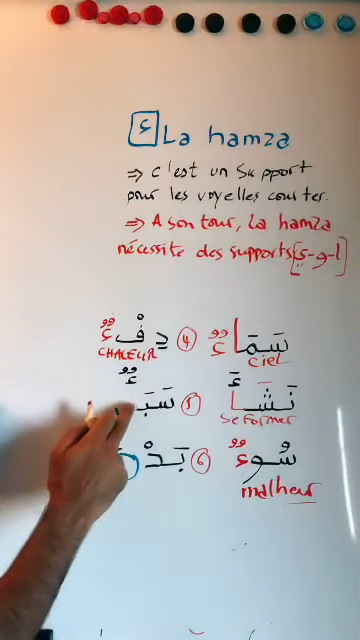 ء La hamza
⇒ c'est un support
pour les voyelles courtes.
⇒ A son tour, la hamza
nécessite des supports
سَمَاءٌ ④ دِفْءٌ
ciel CHALEUR
نَشَأَ ⑤
se former
سُوءٌ ⑥ بَدْ
malheur